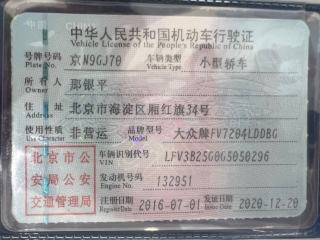 中华人民共和国机动车行驶证
Vehicle License of the People's Republic of China
号牌号码 京N9GJ70 车辆类型 小型轿车
Plate No. Vehicle Type
所有人 那银平
Owner
住址 北京市海淀区厢红旗34号
Address
使用性质 非营运 品牌型号 大众牌FV7204LDDBG
Use Character Model
北京市公安局公安交通管理局
车辆识别代号 LFV3B25G0G5050296
VIN
发动机号码 132951
Engine No.
注册日期 2016-07-01 发证日期 2020-12-20
Register Date Issue Date